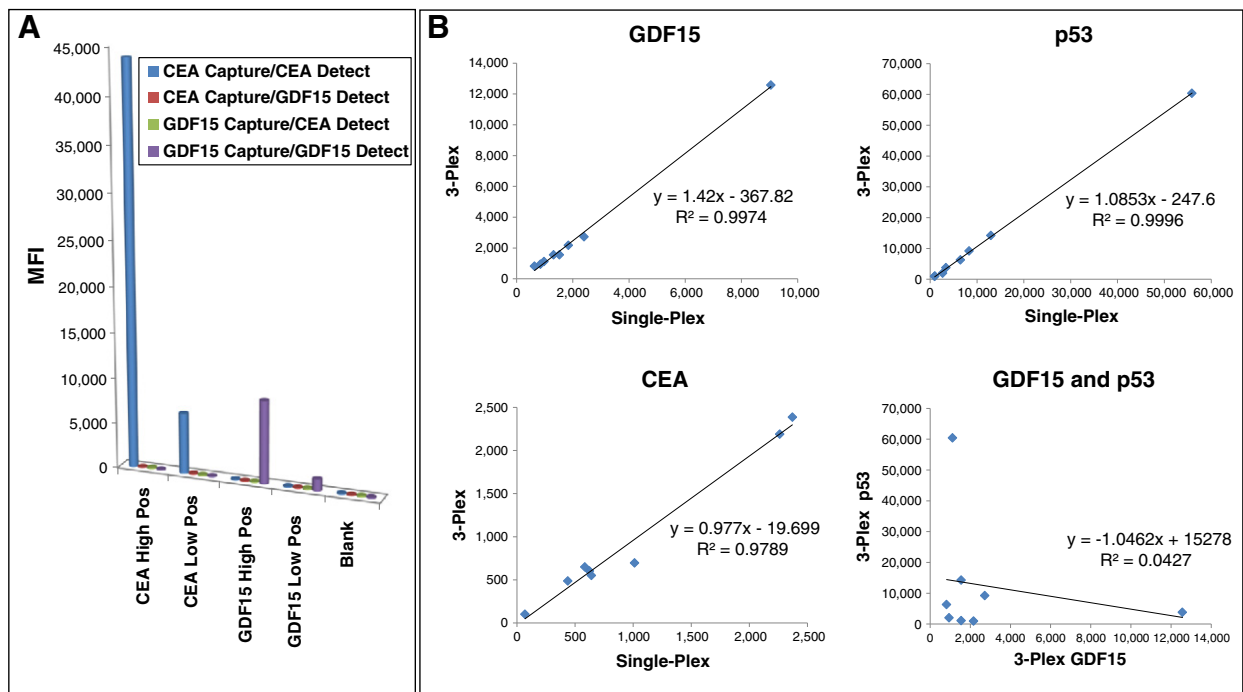 A
45,000
40,000
35,000
30,000
25,000
20,000
15,000
10,000
5,000
0
MFI
CEA Capture/CEA Detect
CEA Capture/GDF15 Detect
GDF15 Capture/CEA Detect
GDF15 Capture/GDF15 Detect
CEA High Pos
CEA Low Pos
GDF15 High Pos
GDF15 Low Pos
Blank
B
GDF15
14,000
12,000
10,000
8,000
6,000
4,000
2,000
0
3-Plex
y = 1.42x - 367.82
R² = 0.9974
0 2,000 4,000 6,000 8,000 10,000
Single-Plex
p53
70,000
60,000
50,000
40,000
30,000
20,000
10,000
0
3-Plex
y = 1.0853x - 247.6
R² = 0.9996
0 10,000 20,000 30,000 40,000 50,000 60,000
Single-Plex
CEA
2,500
2,000
1,500
1,000
500
0
3-Plex
y = 0.977x - 19.699
R² = 0.9789
0 500 1,000 1,500 2,000 2,500
Single-Plex
GDF15 and p53
70,000
60,000
50,000
40,000
30,000
20,000
10,000
0
3-Plex p53
y = -1.0462x + 15278
R² = 0.0427
0 2,000 4,000 6,000 8,000 10,000 12,000 14,000
3-Plex GDF15